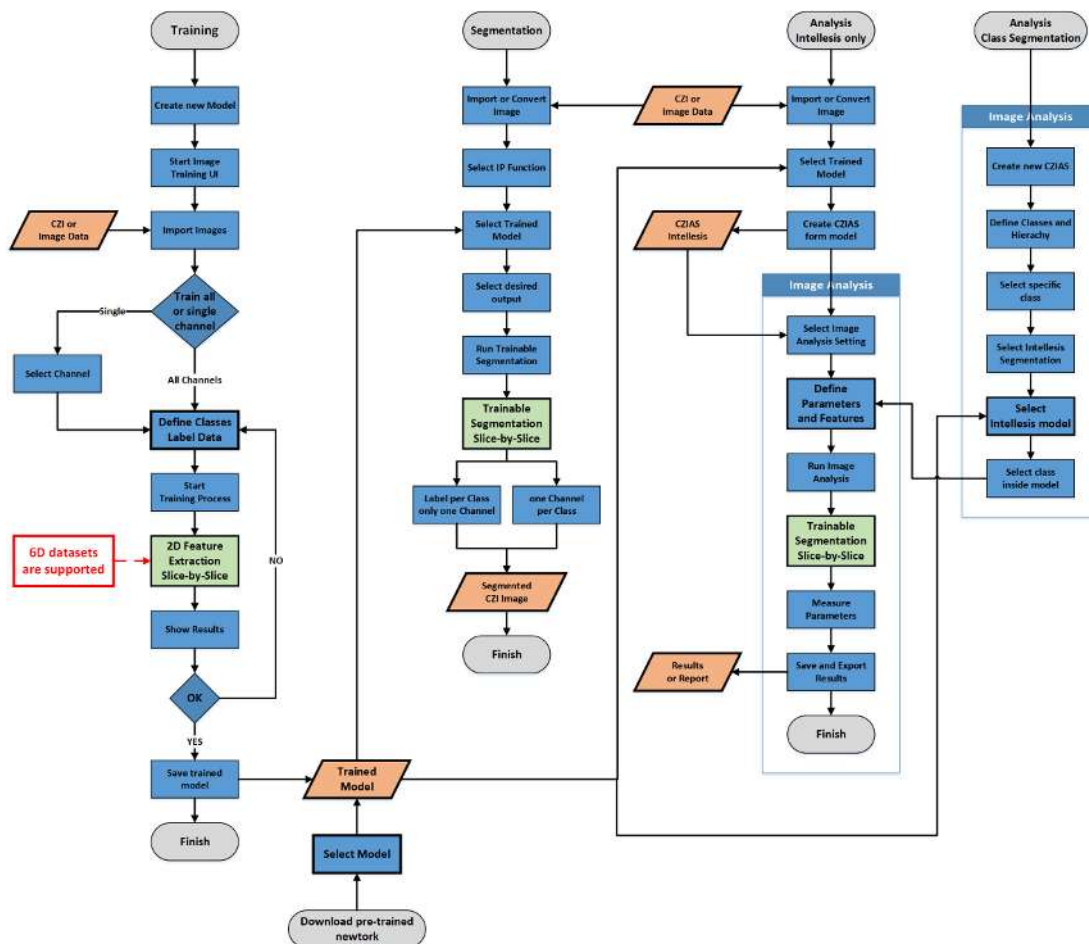 Training
Create new Model
Start Image
Training UI
CZI or
Image Data
Import Images
Train all
or single
channel
Single
Select Channel
All Channels
Define Classes
Label Data
Start
Training Process
6D datasets
are supported
2D Feature
Extraction
Slice-by-Slice
NO
Show Results
OK
YES
Save trained
model
Finish
Trained
Model
Select Model
Download pre-trained
newtork
Segmentation
Import or Convert
Image
CZI or
Image Data
Select IP Function
Select Trained
Model
Select desired
output
Run Trainable
Segmentation
Trainable
Segmentation
Slice-by-Slice
Label per Class
only one Channel
one Channel
per Class
Segmented
CZI Image
Finish
Analysis
Intellesis only
Import or Convert
Image
Select Trained
Model
CZIAS
Intellesis
Create CZIAS
form model
Image Analysis
Select Image
Analysis Setting
Define
Parameters
and Features
Run Image
Analysis
Trainable
Segmentation
Slice-by-Slice
Measure
Parameters
Results
or Report
Save and Export
Results
Finish
Analysis
Class Segmentation
Image Analysis
Create new CZIAS
Define Classes and
Hierachy
Select specific
class
Select Intellesis
Segmentation
Select
Intellesis model
Select class
inside model